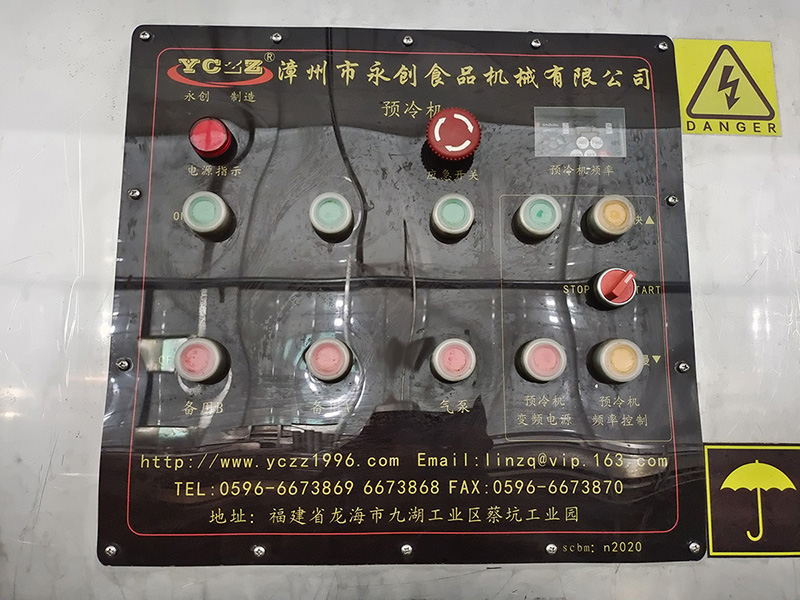 YCZZ® 漳州市永创食品机械有限公司
永创 制造
预冷机
DANGER
电源指示
应急开关
预冷机频率
快▲
STOP
START
慢▼
备用B
气泵
预冷机
变频电源
预冷机
频率控制
http://www.yczz1996.com Email:linzq@vip.163.com
TEL:0596-6673869 6673868 FAX:0596-6673870
地址：福建省龙海市九湖工业区蔡坑工业园
scbm: n2020